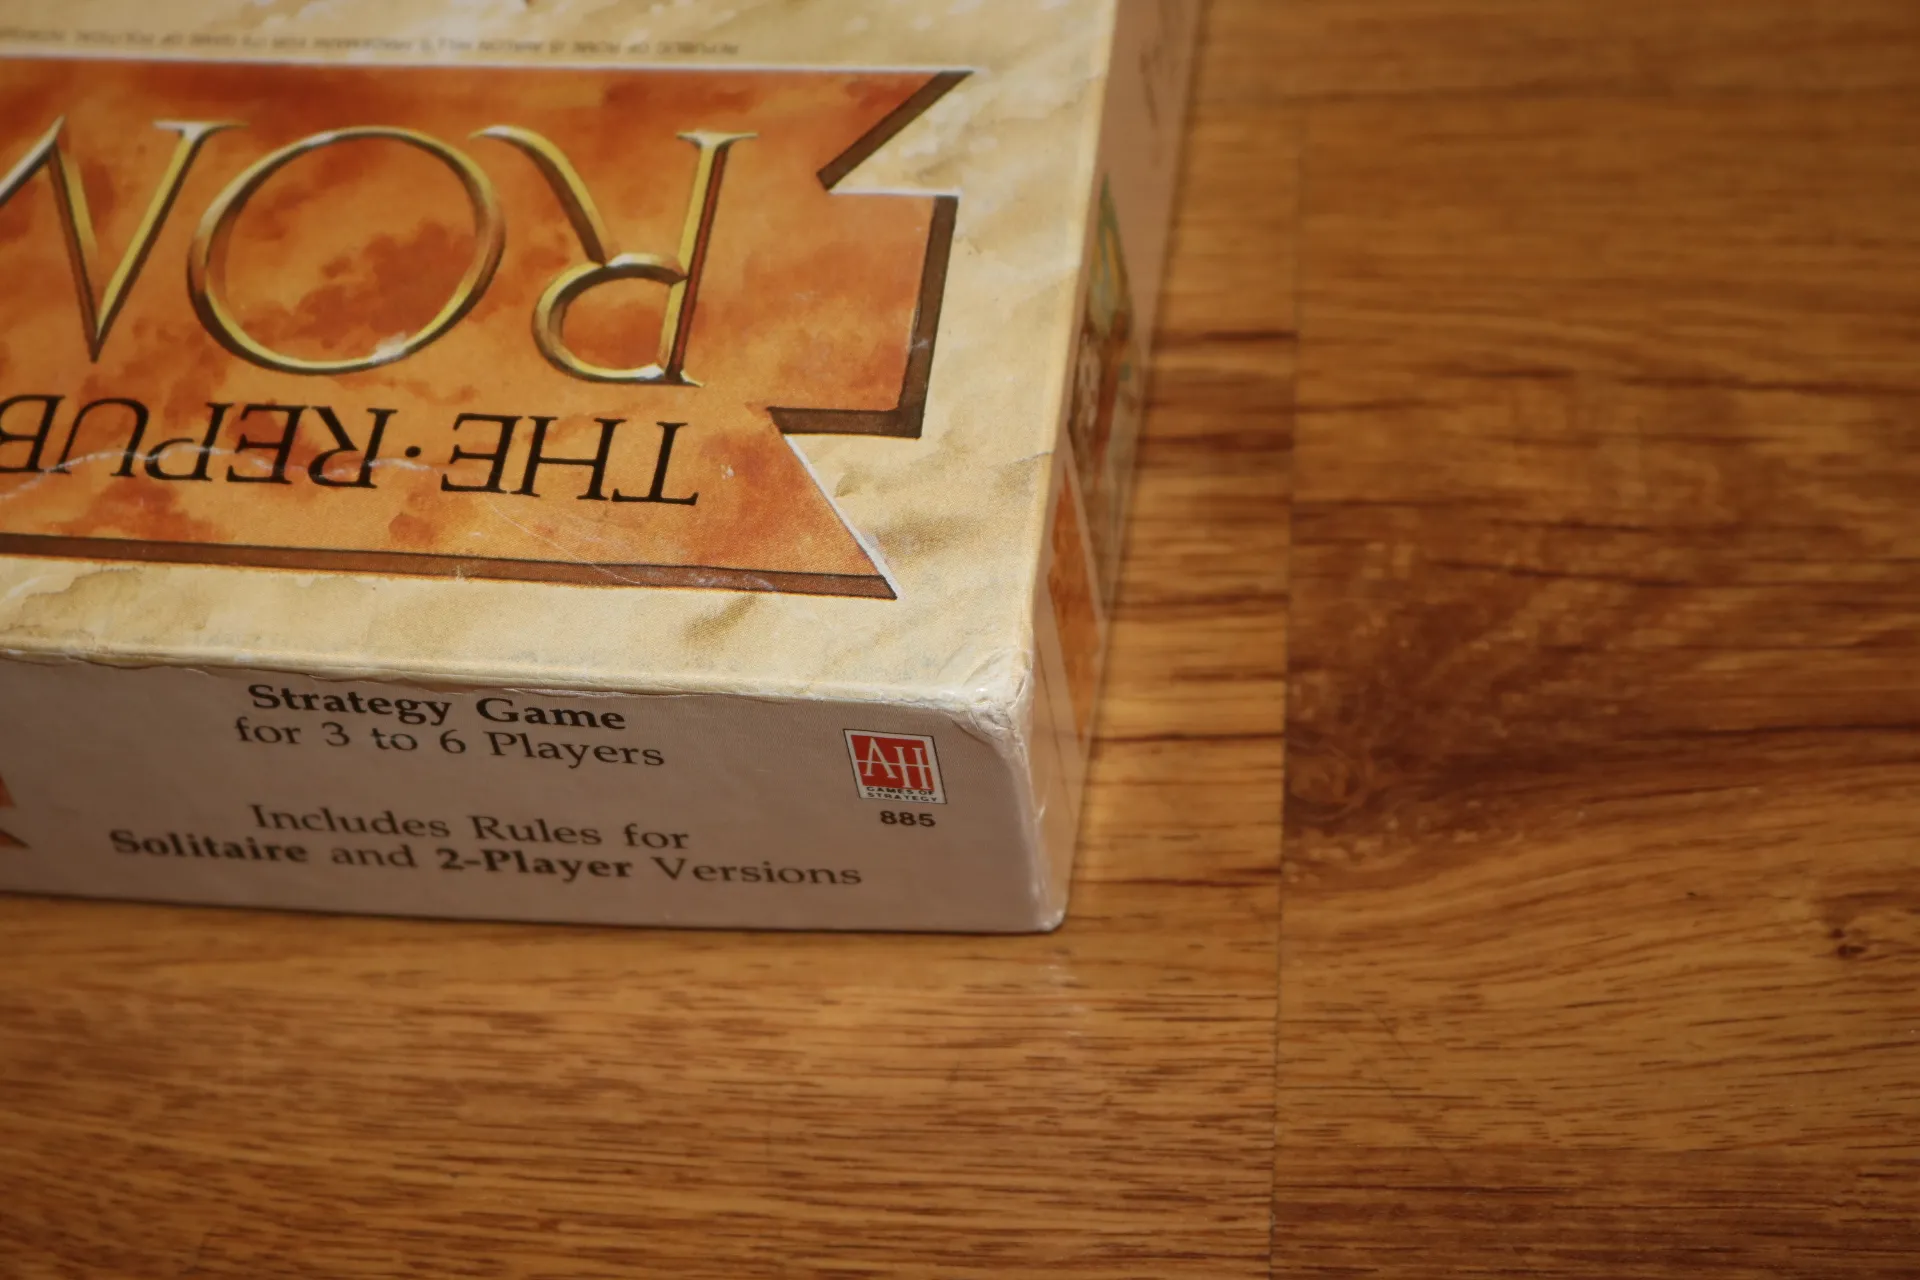 THE·REPUB
ROM
Strategy Game
for 3 to 6 Players
Includes Rules for
Solitaire and 2-Player Versions
AH
GAMES OF
STRATEGY
885